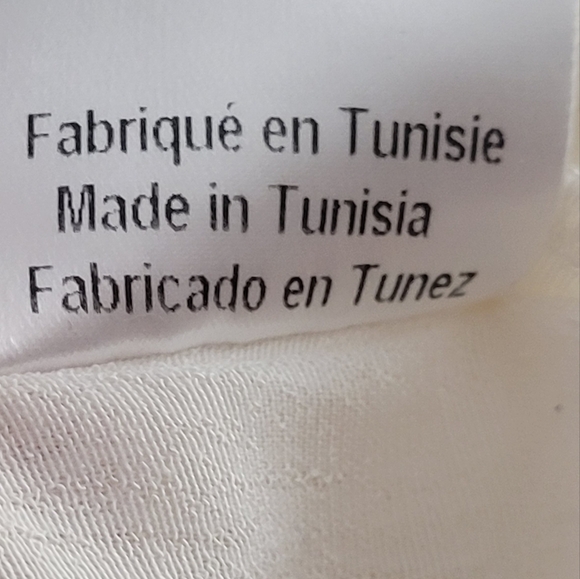 Fabriqué en Tunisie
Made in Tunisia
Fabricado en Tunez